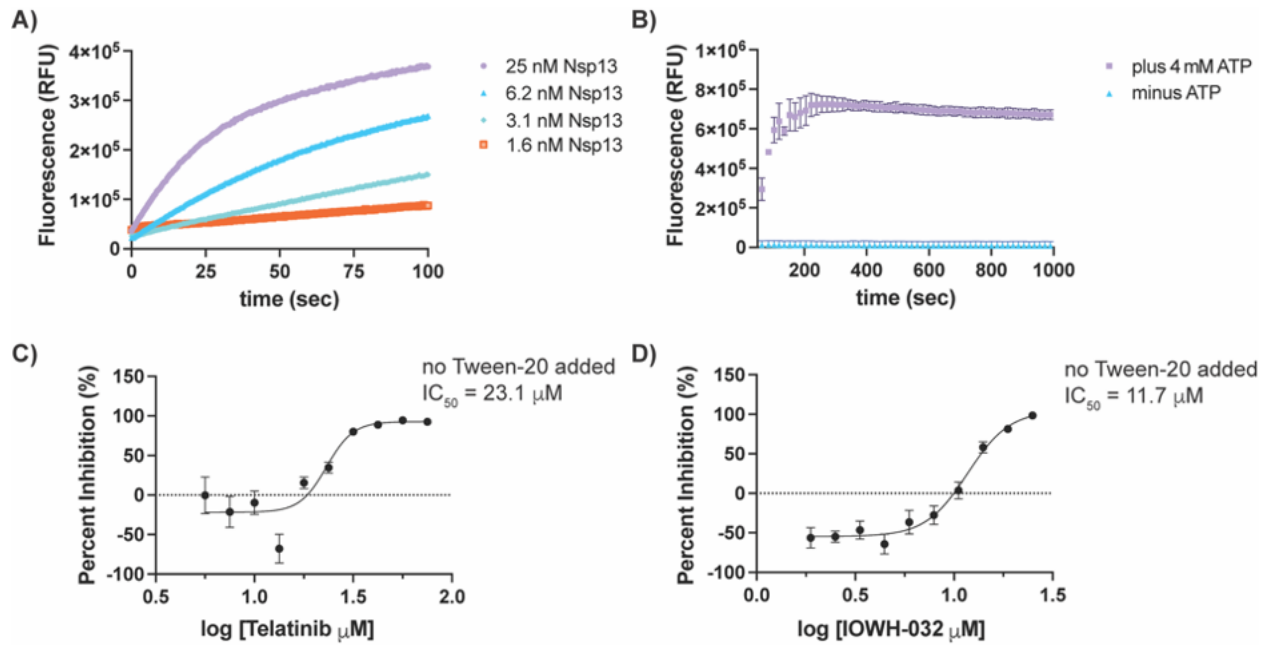 A)
Fluorescence (RFU)
4×10⁵
3×10⁵
2×10⁵
1×10⁵
0
0 25 50 75 100
time (sec)
25 nM Nsp13
6.2 nM Nsp13
3.1 nM Nsp13
1.6 nM Nsp13
B)
Fluorescence (RFU)
1×10⁶
8×10⁵
6×10⁵
4×10⁵
2×10⁵
0
200 400 600 800 1000
time (sec)
plus 4 mM ATP
minus ATP
C)
Percent Inhibition (%)
150
100
50
0
-50
-100
0.5 1.0 1.5 2.0
log [Telatinib μM]
no Tween-20 added
IC₅₀ = 23.1 μM
D)
Percent Inhibition (%)
150
100
50
0
-50
-100
0.0 0.5 1.0 1.5
log [IOWH-032 μM]
no Tween-20 added
IC₅₀ = 11.7 μM